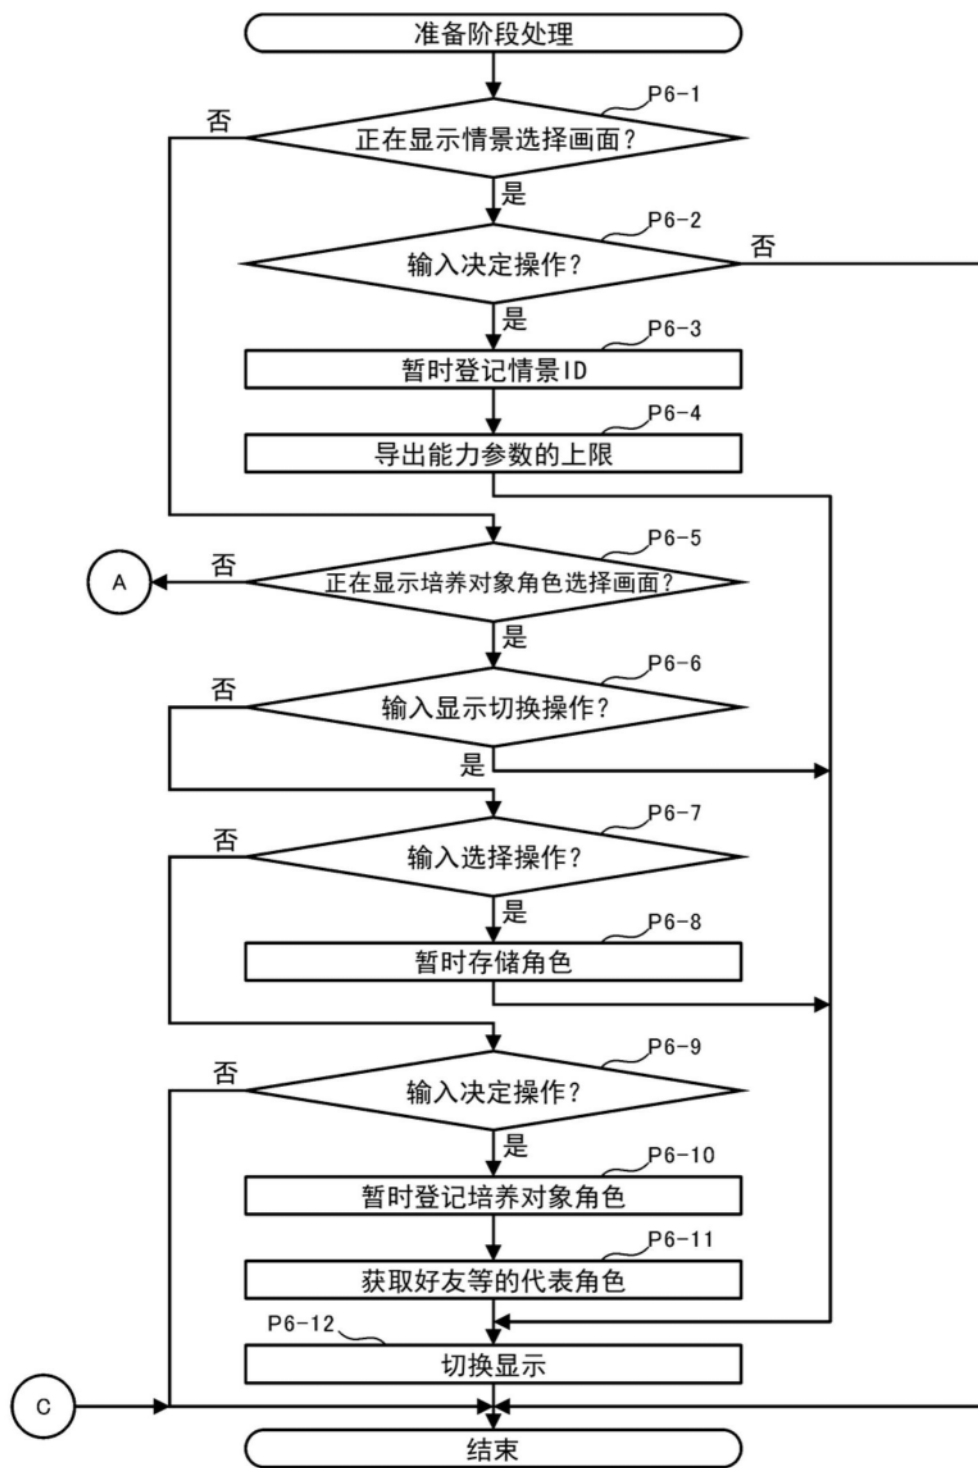 准备阶段处理
P6-1
否
正在显示情景选择画面?
是
P6-2
否
输入决定操作?
是
P6-3
暂时登记情景ID
P6-4
导出能力参数的上限
P6-5
A
否
正在显示培养对象角色选择画面?
是
P6-6
否
输入显示切换操作?
是
P6-7
否
输入选择操作?
是
P6-8
暂时存储角色
P6-9
否
输入决定操作?
是
P6-10
暂时登记培养对象角色
P6-11
获取好友等的代表角色
P6-12
切换显示
C
结束